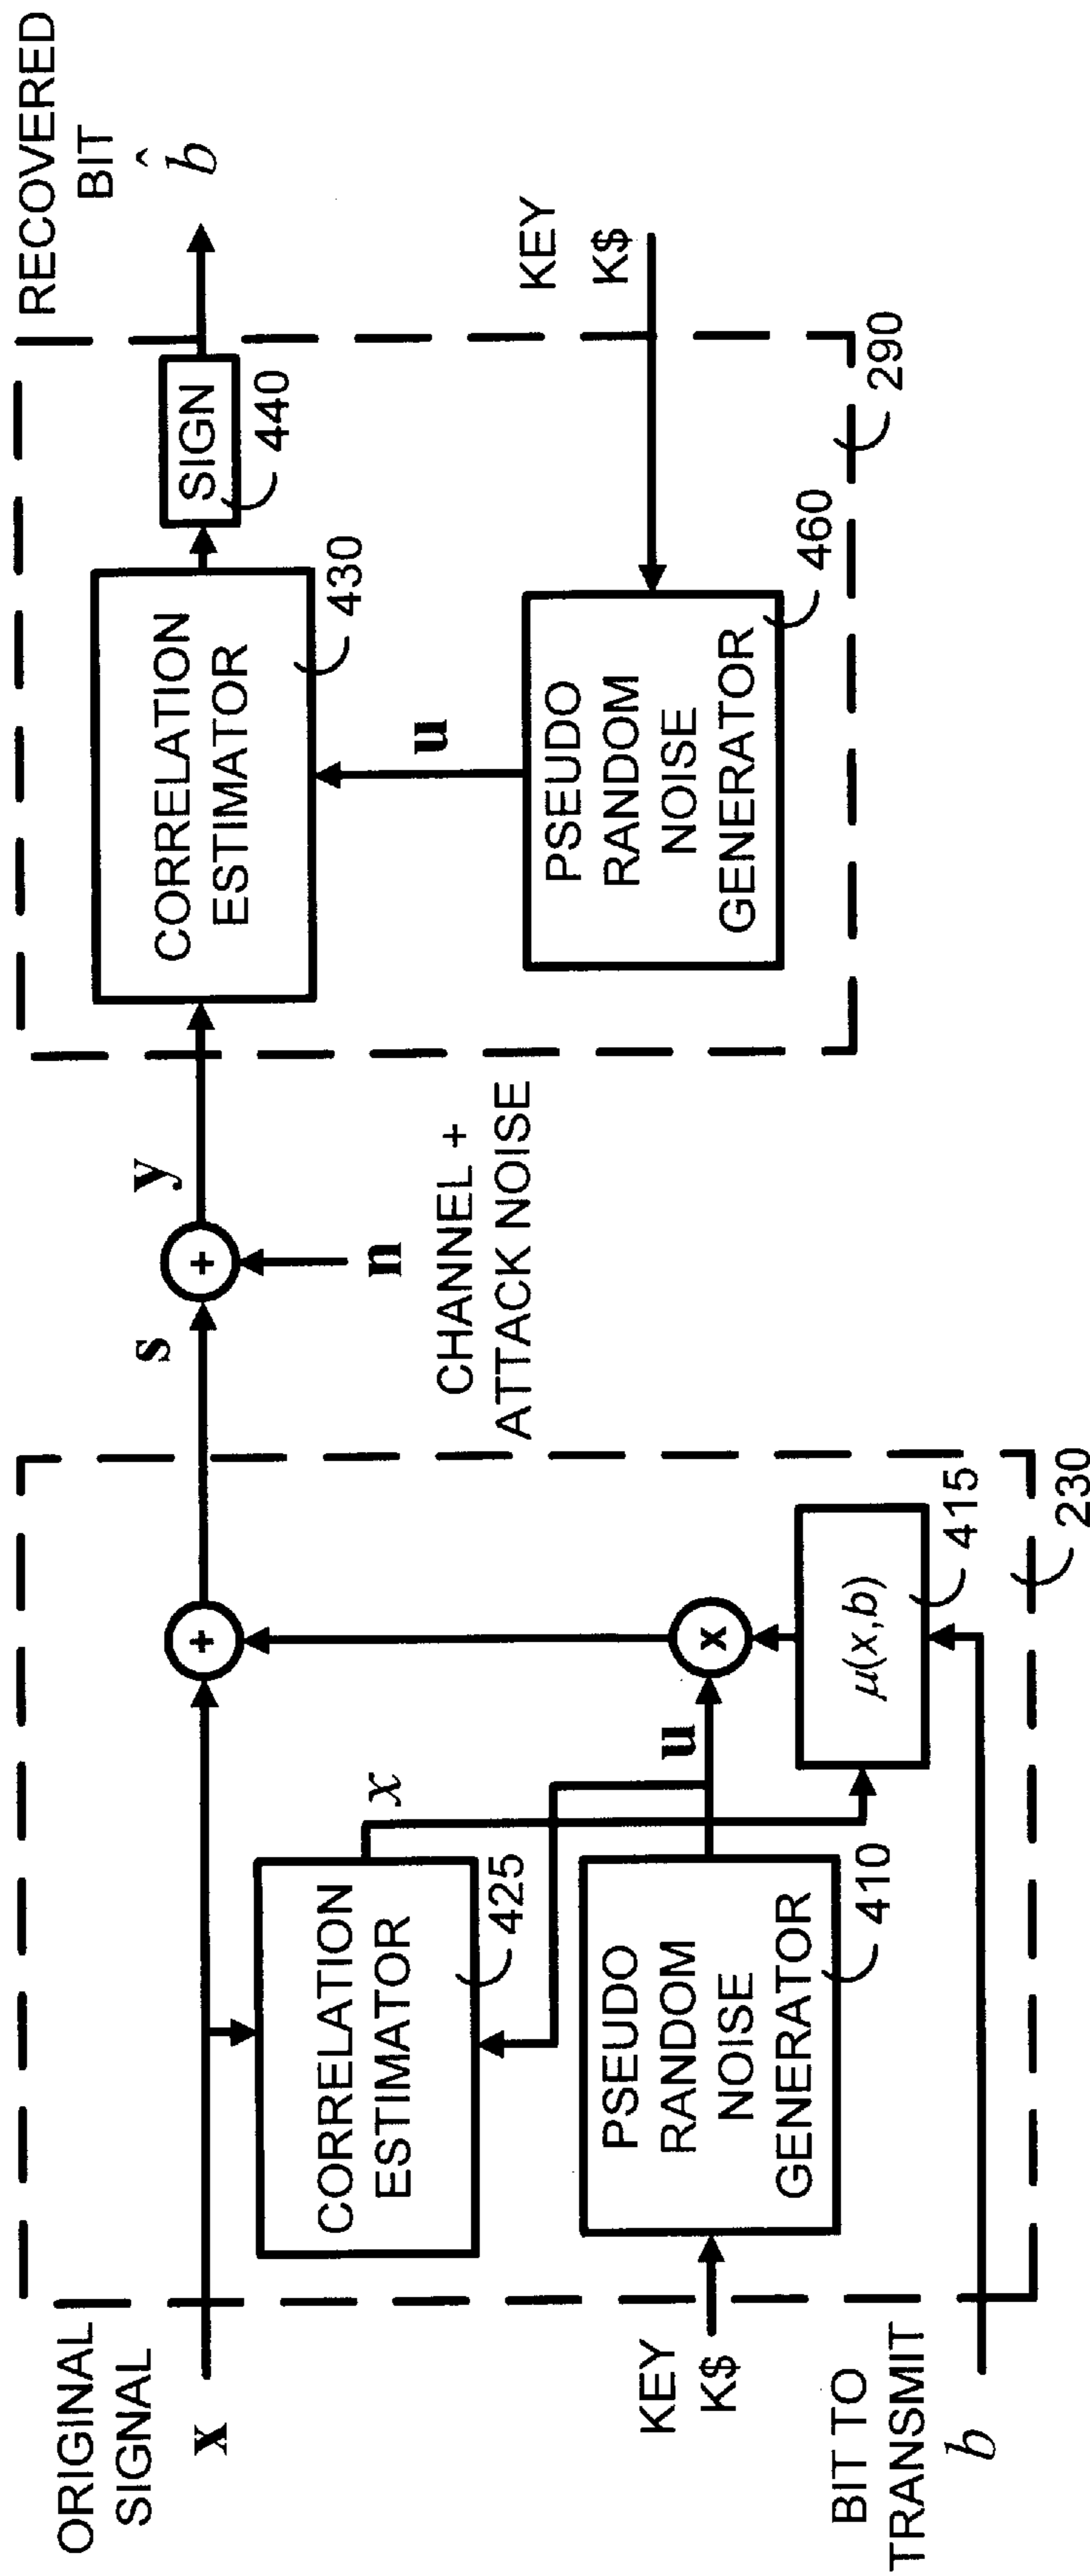 ORIGINAL
SIGNAL
x
KEY
K$
BIT TO
TRANSMIT
b
CORRELATION
ESTIMATOR
425
x
PSEUDO
RANDOM
NOISE
GENERATOR
410
u
x
+
μ(x,b)
415
230
s
+
y
n
CHANNEL +
ATTACK NOISE
CORRELATION
ESTIMATOR
430
u
PSEUDO
RANDOM
NOISE
GENERATOR
460
SIGN
440
290
RECOVERED
BIT
b̂
KEY
K$